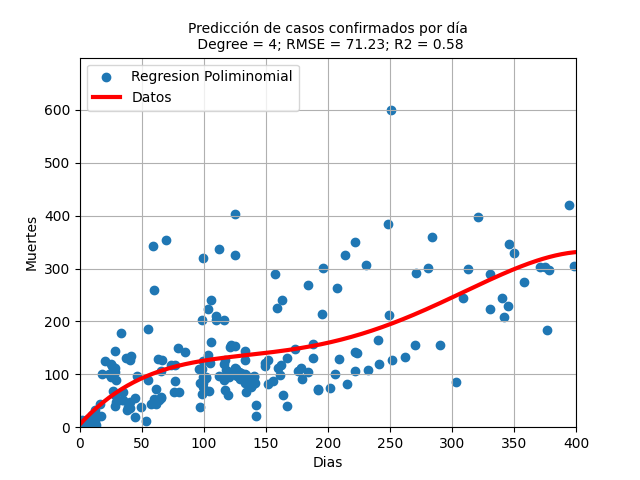 Predicción de casos confirmados por día
Degree = 4; RMSE = 71.23; R2 = 0.58
Regresion Poliminomial
Datos
Muertes
600
500
400
300
200
100
0
0 50 100 150 200 250 300 350 400
Dias